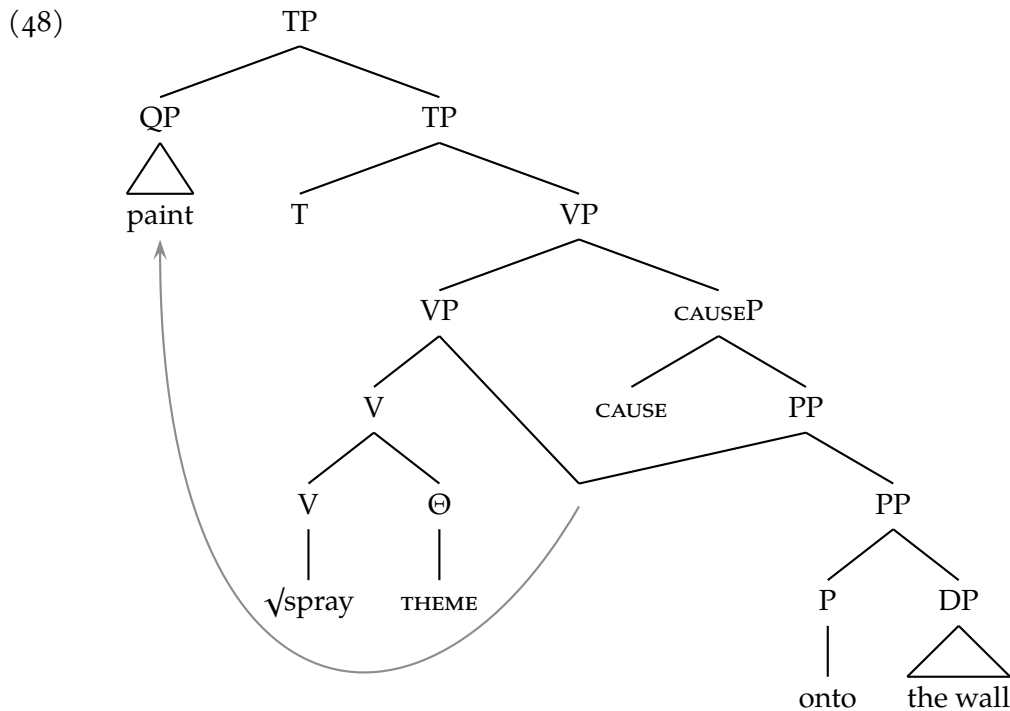 (48) TP
QP TP
paint T VP
VP CAUSEP
V CAUSE PP
V Θ PP
√spray THEME P DP
onto the wall